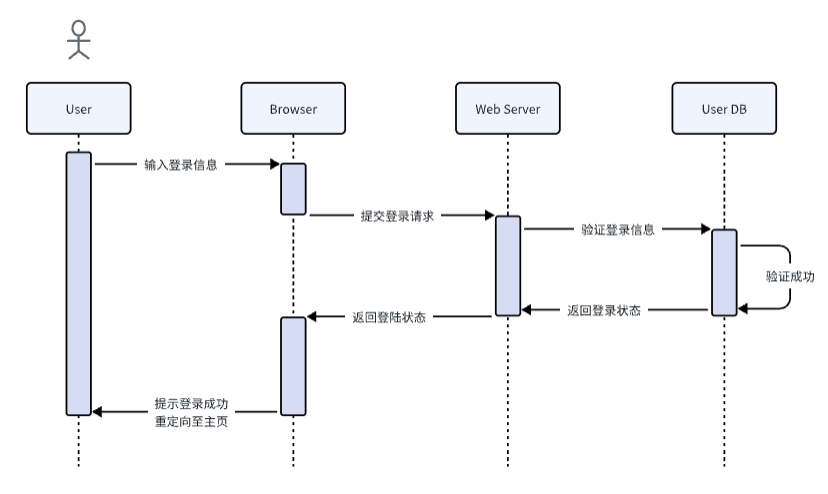 User
Browser
Web Server
User DB
输入登录信息
提交登录请求
验证登录信息
验证成功
返回登录状态
返回登陆状态
提示登录成功
重定向至主页